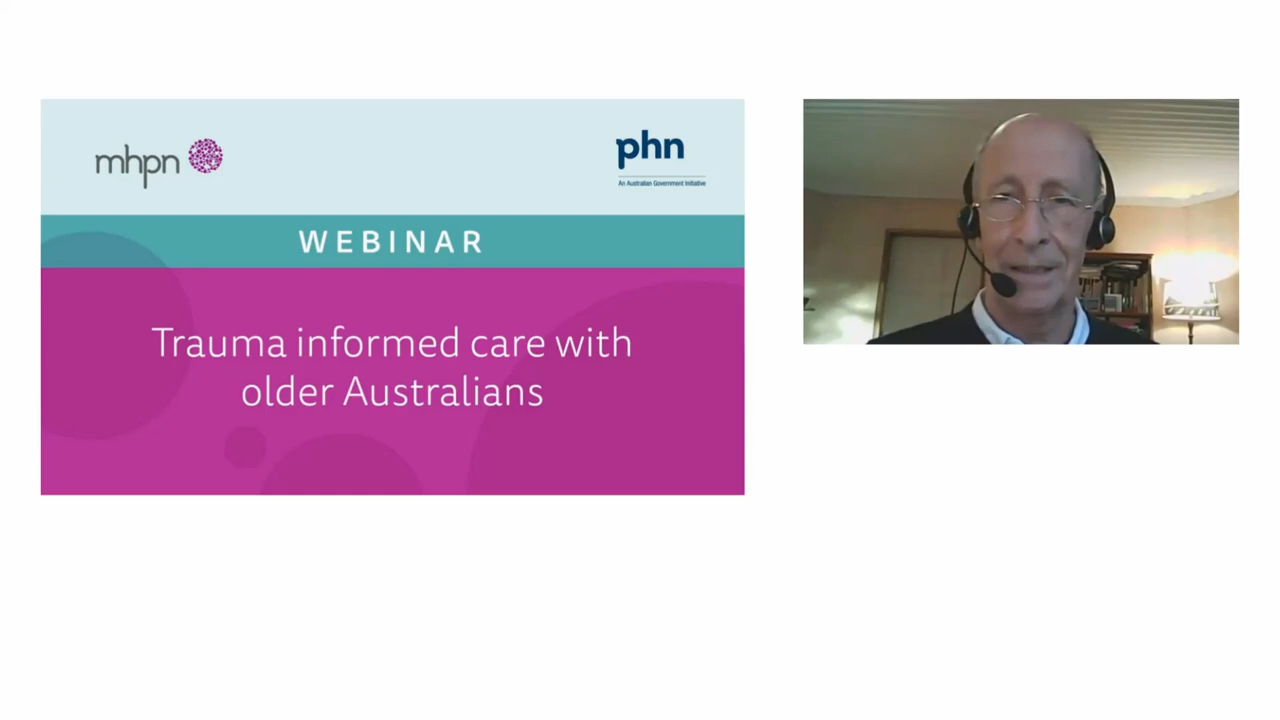 mhpn
phn
An Australian Government Initiative
WEBINAR
Trauma informed care with
older Australians